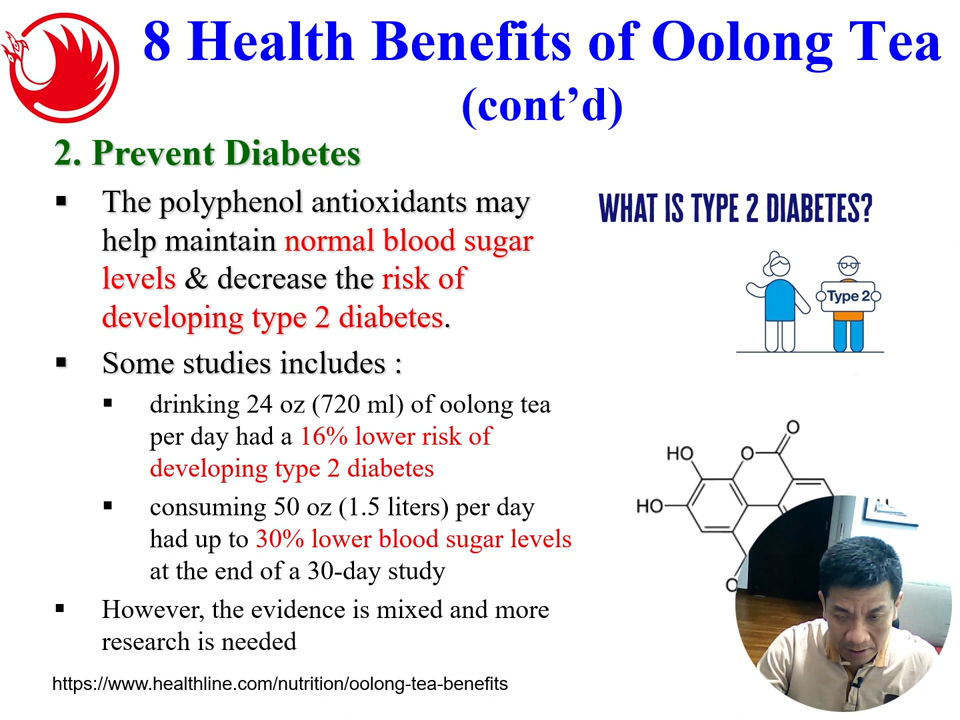 8 Health Benefits of Oolong Tea
(cont’d)
2. Prevent Diabetes
▪ The polyphenol antioxidants may
help maintain normal blood sugar
levels & decrease the risk of
developing type 2 diabetes.
▪ Some studies includes :
▪ drinking 24 oz (720 ml) of oolong tea
per day had a 16% lower risk of
developing type 2 diabetes
▪ consuming 50 oz (1.5 liters) per day
had up to 30% lower blood sugar levels
at the end of a 30-day study
▪ However, the evidence is mixed and more
research is needed
https://www.healthline.com/nutrition/oolong-tea-benefits
WHAT IS TYPE 2 DIABETES?
Type 2
O
HO
O
HO
O